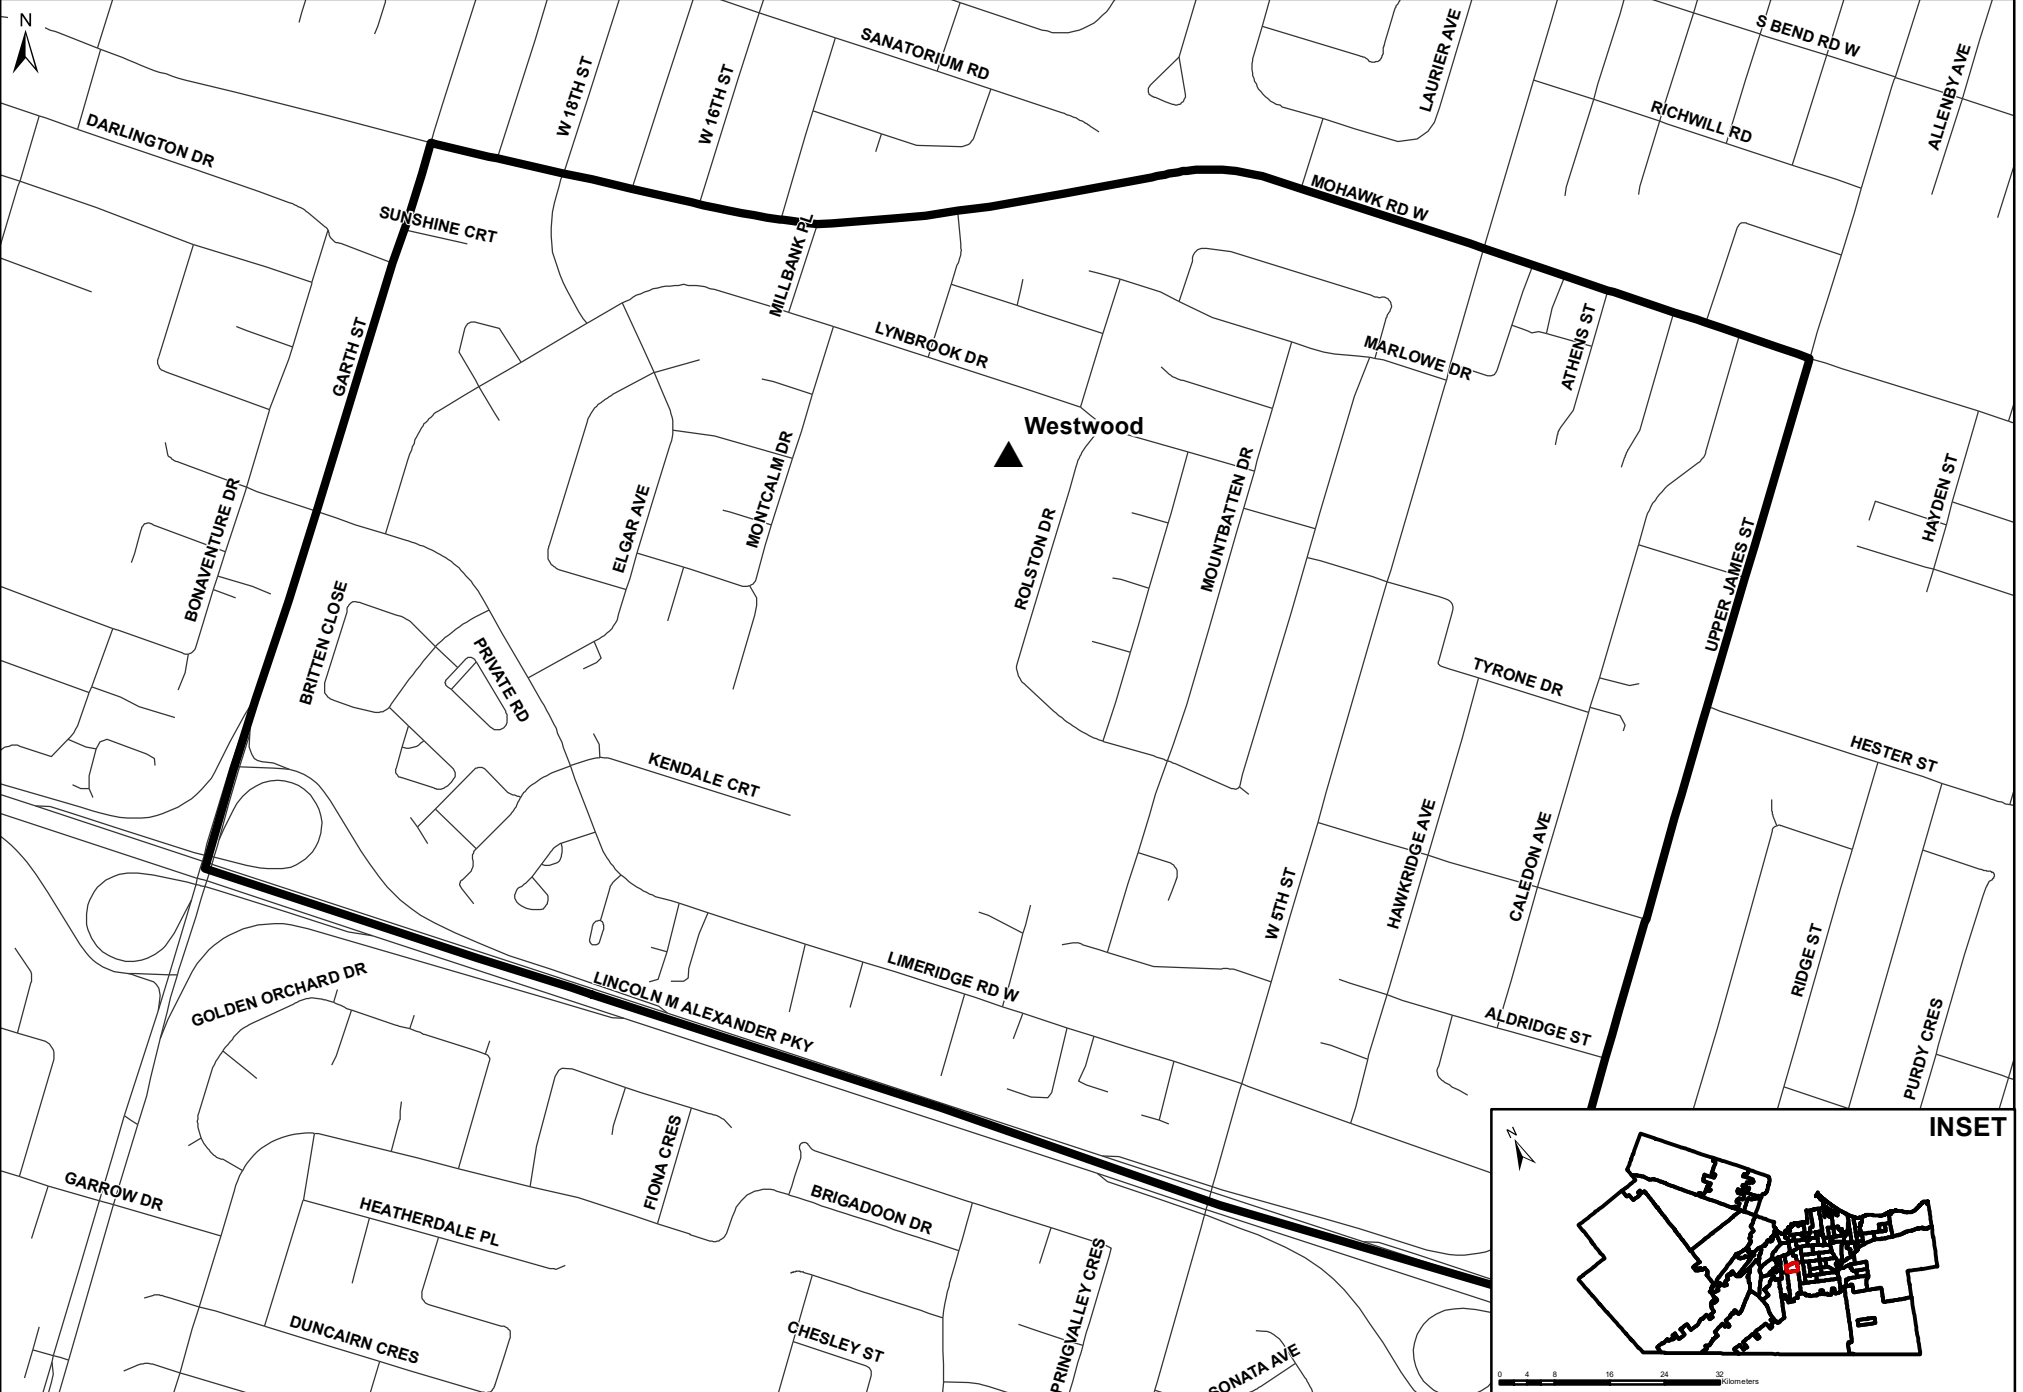 N
SANATORIUM RD
LAURIER AVE
S BEND RD W
ALLENBY AVE
W 18TH ST
W 16TH ST
RICHWILL RD
DARLINGTON DR
MOHAWK RD W
SUNSHINE CRT
MILLBANK PL
GARTH ST
LYNBROOK DR
MARLOWE DR
ATHENS ST
Westwood
BONAVENTURE DR
ELGAR AVE
MONTCALM DR
ROLSTON DR
MOUNTBATTEN DR
HAYDEN ST
UPPER JAMES ST
BRITTEN CLOSE
PRIVATE RD
TYRONE DR
KENDALE CRT
HESTER ST
HAWKRIDGE AVE
CALEDON AVE
W 5TH ST
RIDGE ST
LIMERIDGE RD W
GOLDEN ORCHARD DR
LINCOLN M ALEXANDER PKY
ALDRIDGE ST
PURDY CRES
INSET
N
FIONA CRES
GARROW DR
HEATHERDALE PL
BRIGADOON DR
PRINGVALLEY CRES
DUNCAIRN CRES
CHESLEY ST
SONATA AVE
0 4 8 16 24 32
Kilometers